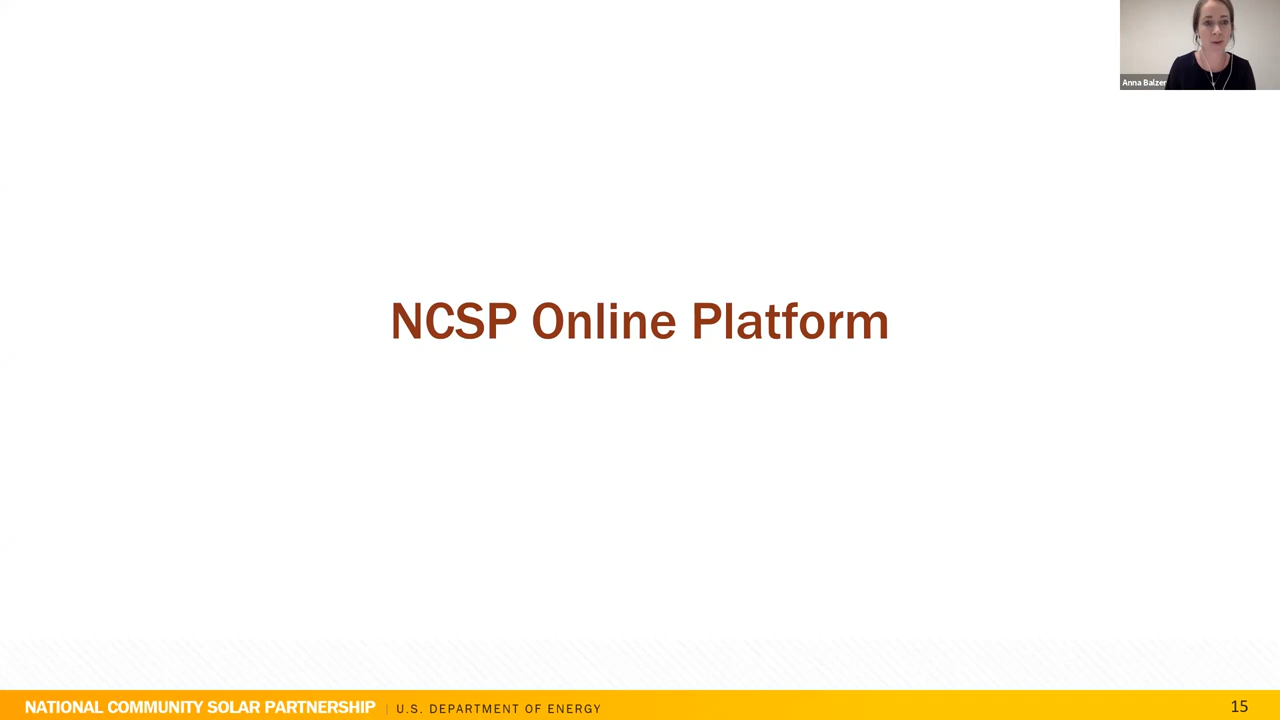 Anna Balzer
NCSP Online Platform
NATIONAL COMMUNITY SOLAR PARTNERSHIP | U.S. DEPARTMENT OF ENERGY
15